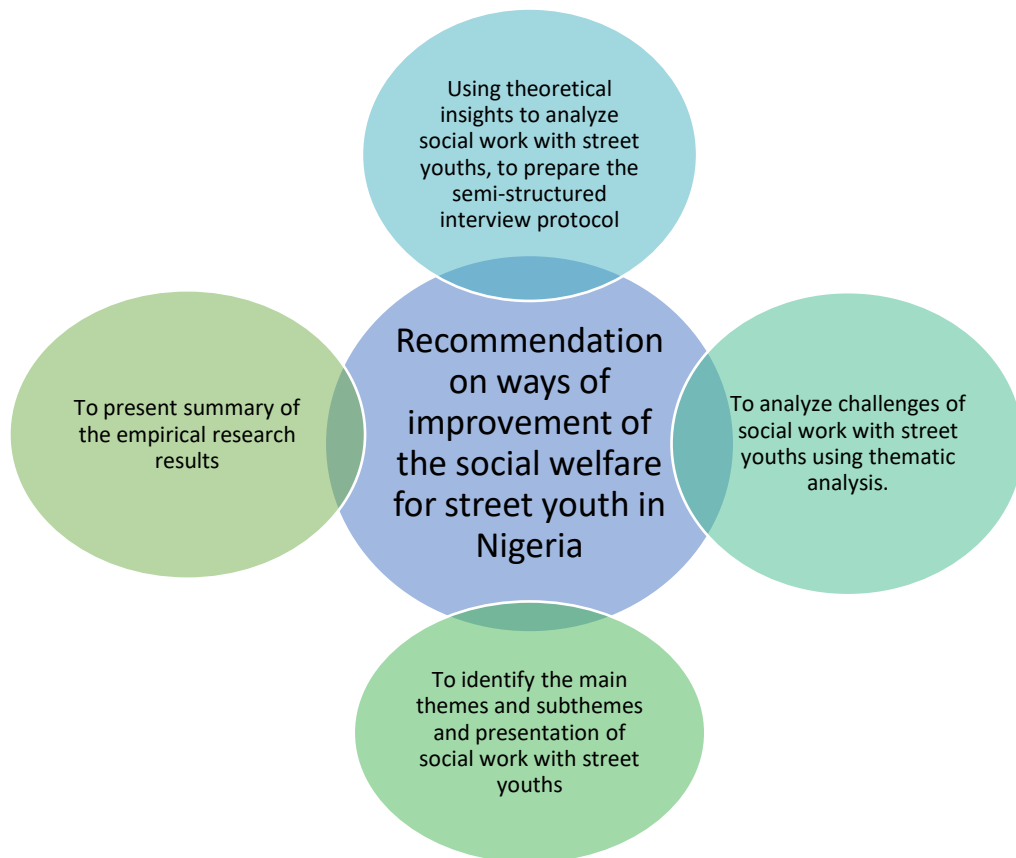 Using theoretical
insights to analyze
social work with street
youths, to prepare the
semi-structured
interview protocol
To present summary of
the empirical research
results
Recommendation
on ways of
improvement of
the social welfare
for street youth in
Nigeria
To analyze challenges of
social work with street
youths using thematic
analysis.
To identify the main
themes and subthemes
and presentation of
social work with street
youths